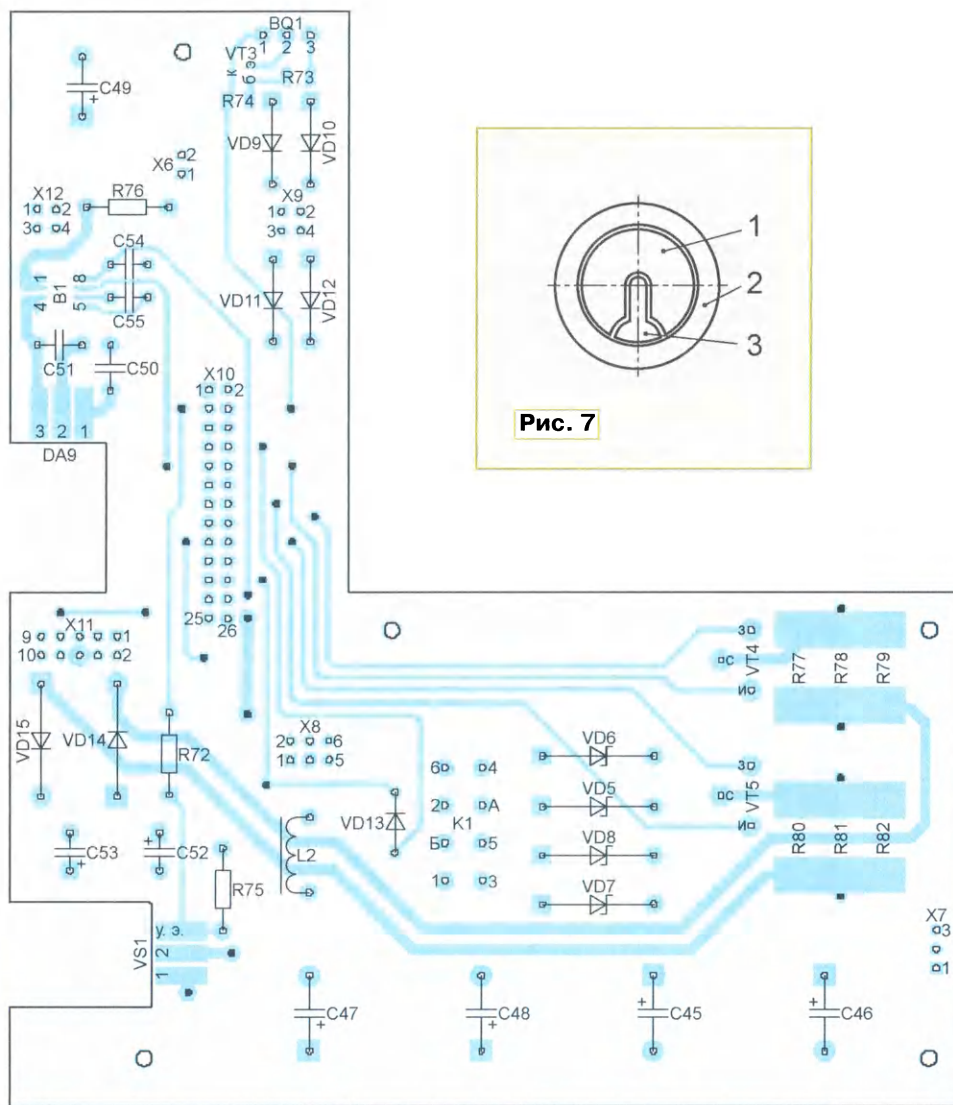 BQ1
1 2 3
VT3
К Б Э
R73
C49
+
R74
VD9
VD10
X6
2
1
X12
1 2
3 4
R76
X9
1 2
3 4
C54
1 8
B1
4 5
C55
VD11
VD12
C51
C50
X10
1 2
3 2 1
DA9
25
26
1
2
3
Рис. 7
9 X11 1
10 2
З
С
VT4
И
R77
R78
R79
VD15
VD14
R72
X8
2 6
1 5
VD6
VD5
VD8
VD7
6 4
2 А
K1
Б 5
1 3
З
С
VT5
И
R80
R81
R82
VD13
L2
C53
+
+
C52
R75
У. Э.
VS1
2
1
X7
3
1
C47
+
C48
+
+
C45
+
C46